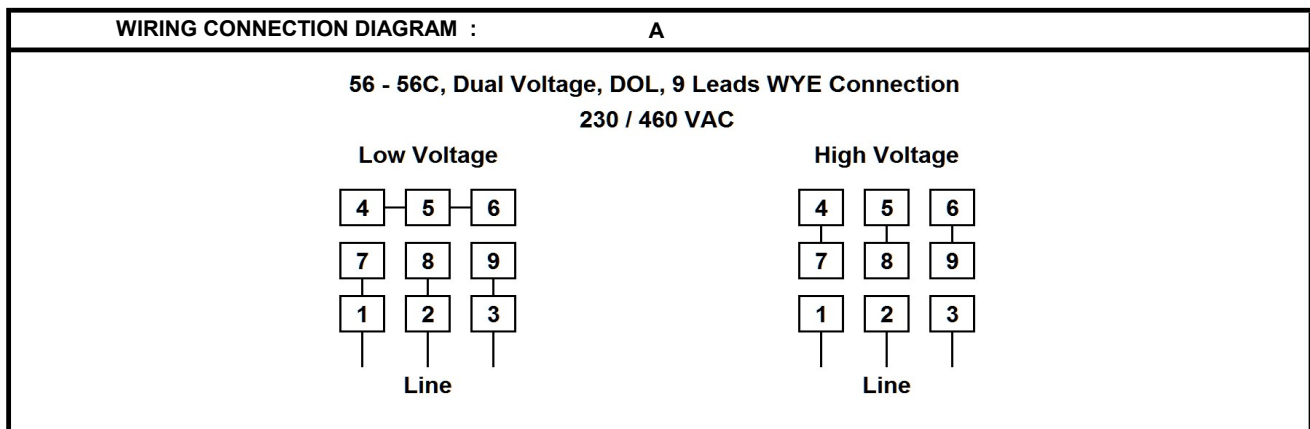 WIRING CONNECTION DIAGRAM : A
56 - 56C, Dual Voltage, DOL, 9 Leads WYE Connection
230 / 460 VAC
Low Voltage
4 5 6
7 8 9
1 2 3
Line
High Voltage
4 5 6
7 8 9
1 2 3
Line